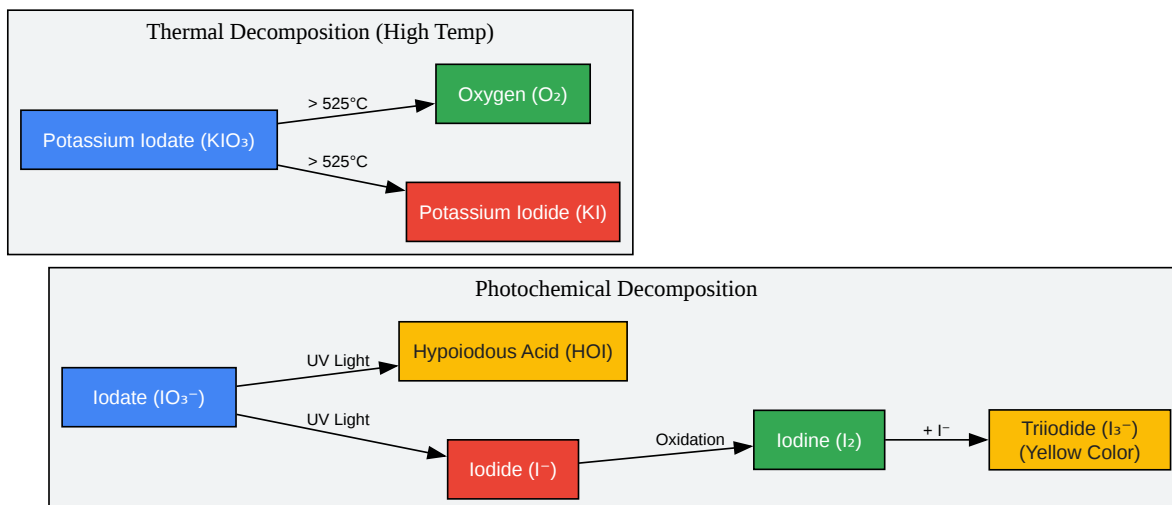 Thermal Decomposition (High Temp)
Oxygen (O₂)
> 525°C
Potassium Iodate (KIO₃)
> 525°C
Potassium Iodide (KI)
Photochemical Decomposition
Hypoiodous Acid (HOI)
UV Light
Iodate (IO₃⁻)
UV Light
Iodide (I⁻)
Oxidation
Iodine (I₂)
+ I⁻
Triiodide (I₃⁻)
(Yellow Color)